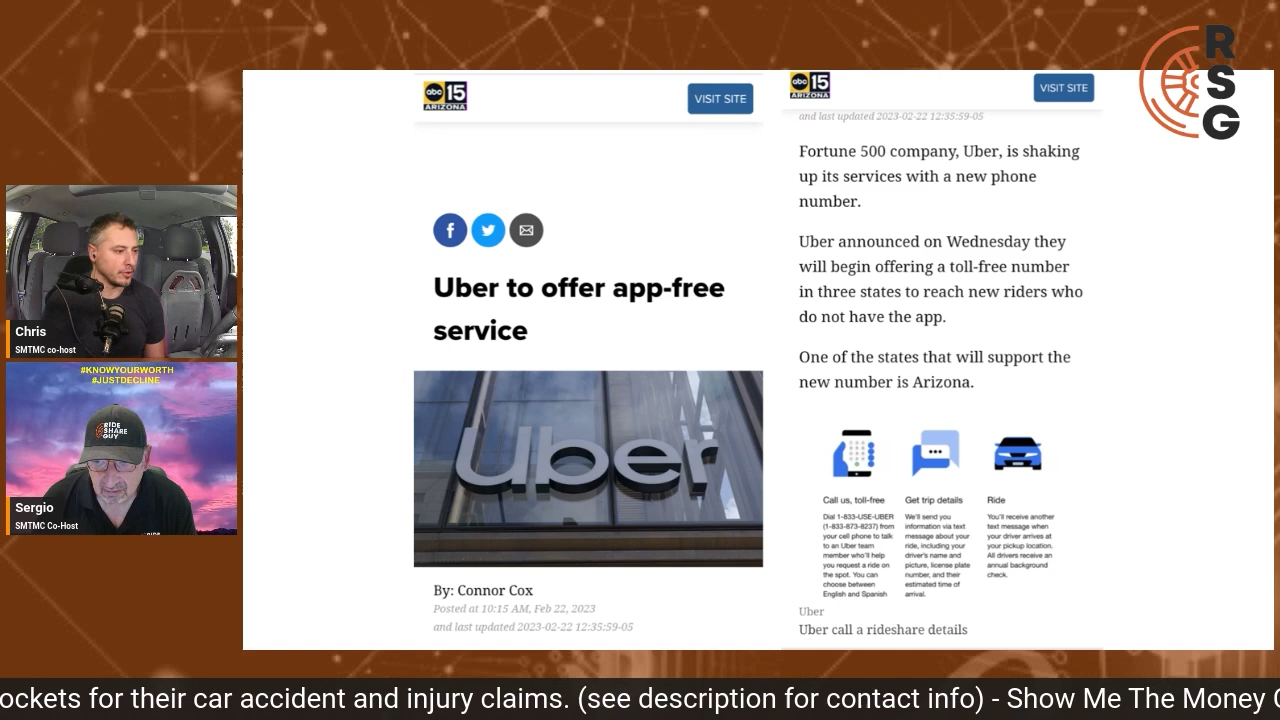 R
S
G
abc 15
ARIZONA
VISIT SITE
Uber to offer app-free
service
Uber
By: Connor Cox
Posted at 10:15 AM, Feb 22, 2023
and last updated 2023-02-22 12:35:59-05
abc 15
ARIZONA
VISIT SITE
and last updated 2023-02-22 12:35:59-05
Fortune 500 company, Uber, is shaking
up its services with a new phone
number.
Uber announced on Wednesday they
will begin offering a toll-free number
in three states to reach new riders who
do not have the app.
One of the states that will support the
new number is Arizona.
Call us, toll-free
Dial 1-833-USE-UBER
(1-833-873-8237) from
your cell phone to talk
to an Uber team
member who'll help
you request a ride on
the spot. You can
choose between
English and Spanish
Get trip details
We'll send you
information via text
message about your
ride, including your
driver's name and
picture, license plate
number, and their
estimated time of
arrival.
Ride
You'll receive another
text message when
your driver arrives at
your pickup location.
All drivers receive an
annual background
check.
Uber
Uber call a rideshare details
Chris
SMTMC co-host
#KNOWYOURWORTH
#JUSTDECLINE
RIDE
SHARE
GUY
Sergio
SMTMC Co-Host
ockets for their car accident and injury claims. (see description for contact info) - Show Me The Money